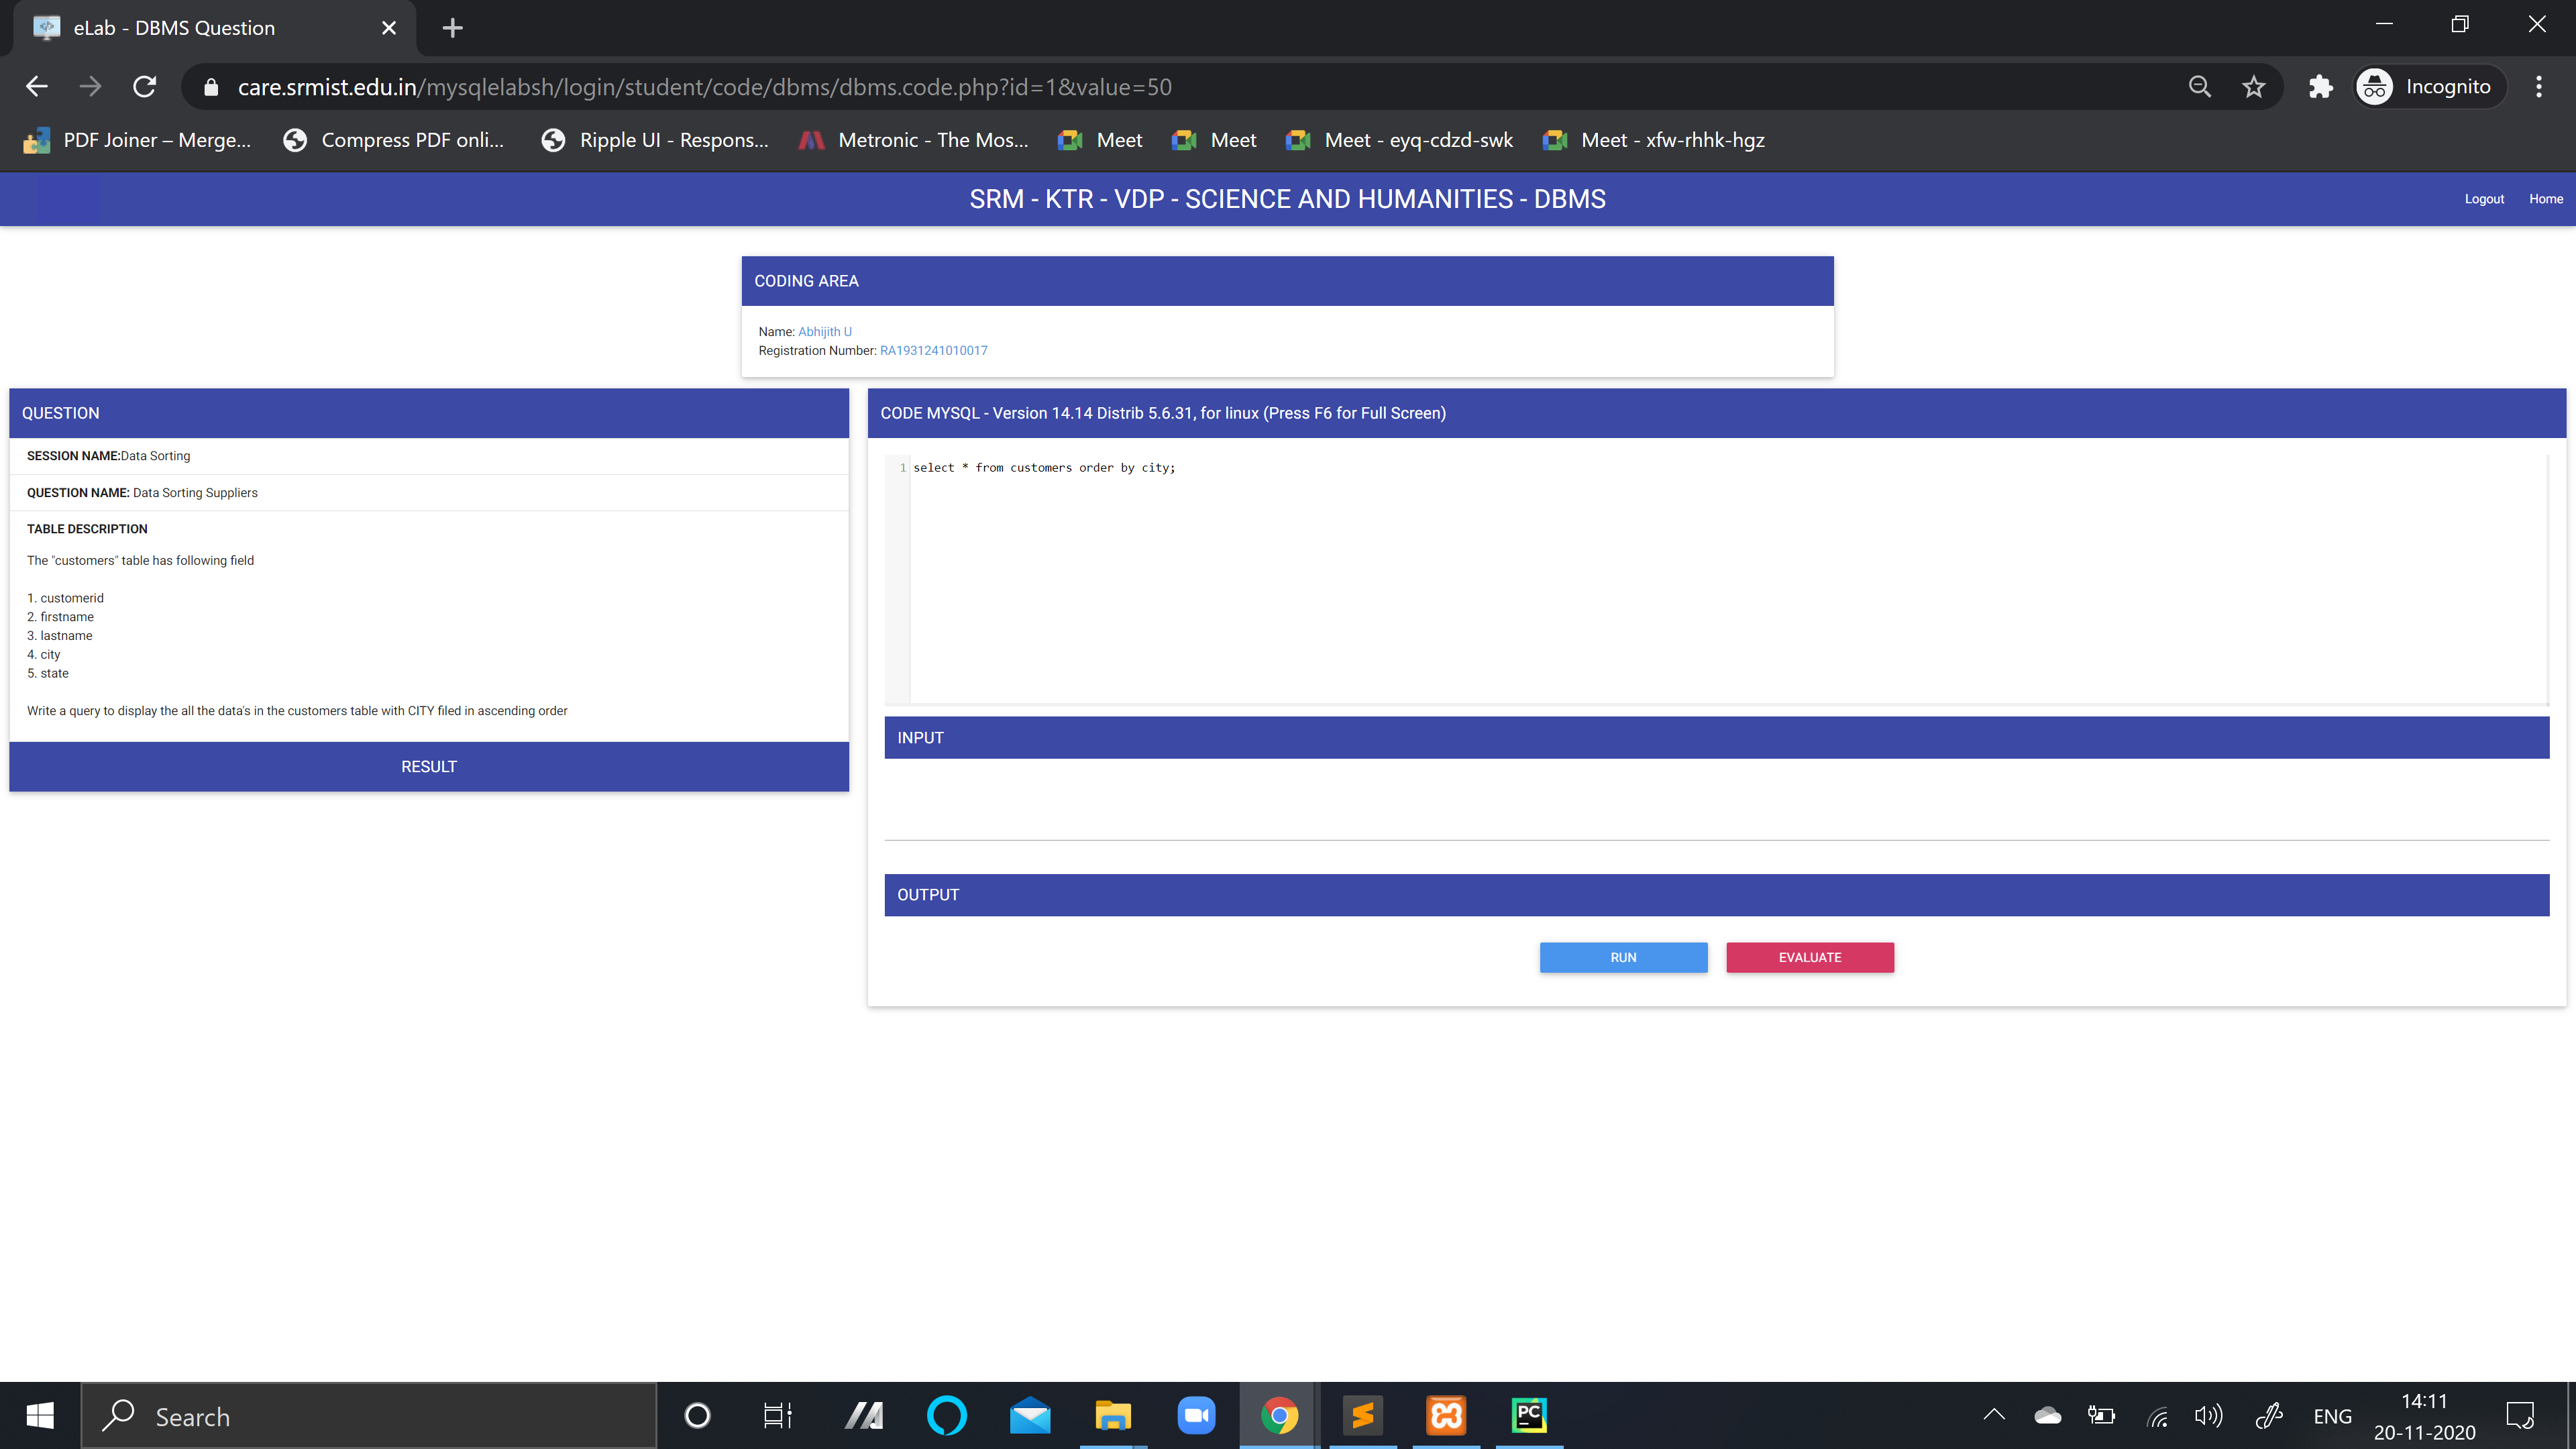 eLab - DBMS Question
care.srmist.edu.in/mysqlelabsh/login/student/code/dbms/dbms.code.php?id=1&value=50
Incognito
PDF Joiner – Merge...
Compress PDF onli...
Ripple UI - Respons...
Metronic - The Mos...
Meet
Meet
Meet - eyq-cdzd-swk
Meet - xfw-rhhk-hgz
SRM - KTR - VDP - SCIENCE AND HUMANITIES - DBMS
Logout
Home
CODING AREA
Name: Abhijith U
Registration Number: RA1931241010017
QUESTION
SESSION NAME:Data Sorting
QUESTION NAME: Data Sorting Suppliers
TABLE DESCRIPTION
The "customers" table has following field
1. customerid
2. firstname
3. lastname
4. city
5. state
Write a query to display the all the data's in the customers table with CITY filed in ascending order
RESULT
CODE MYSQL - Version 14.14 Distrib 5.6.31, for linux (Press F6 for Full Screen)
1 select * from customers order by city;
INPUT
OUTPUT
RUN
EVALUATE
Search
PC
ENG
14:11
20-11-2020